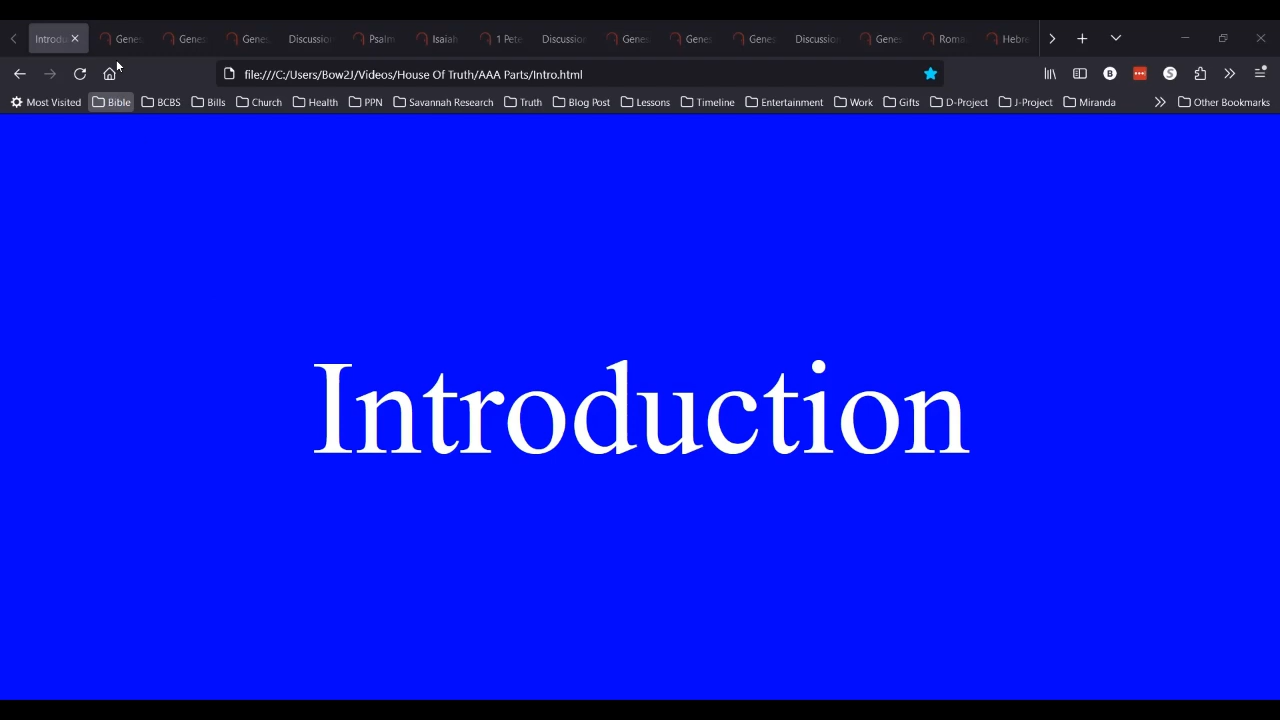 Introdu Genes Genes Genes Discussion Psalm Isaiah 1 Pete Discussion Genes Genes Genes Discussio Genes Roma Hebre
file:///C:/Users/Bow2J/Videos/House Of Truth/AAA Parts/Intro.html
Most Visited Bible BCBS Bills Church Health PPN Savannah Research Truth Blog Post Lessons Timeline Entertainment Work Gifts D-Project J-Project Miranda Other Bookmarks
Introduction